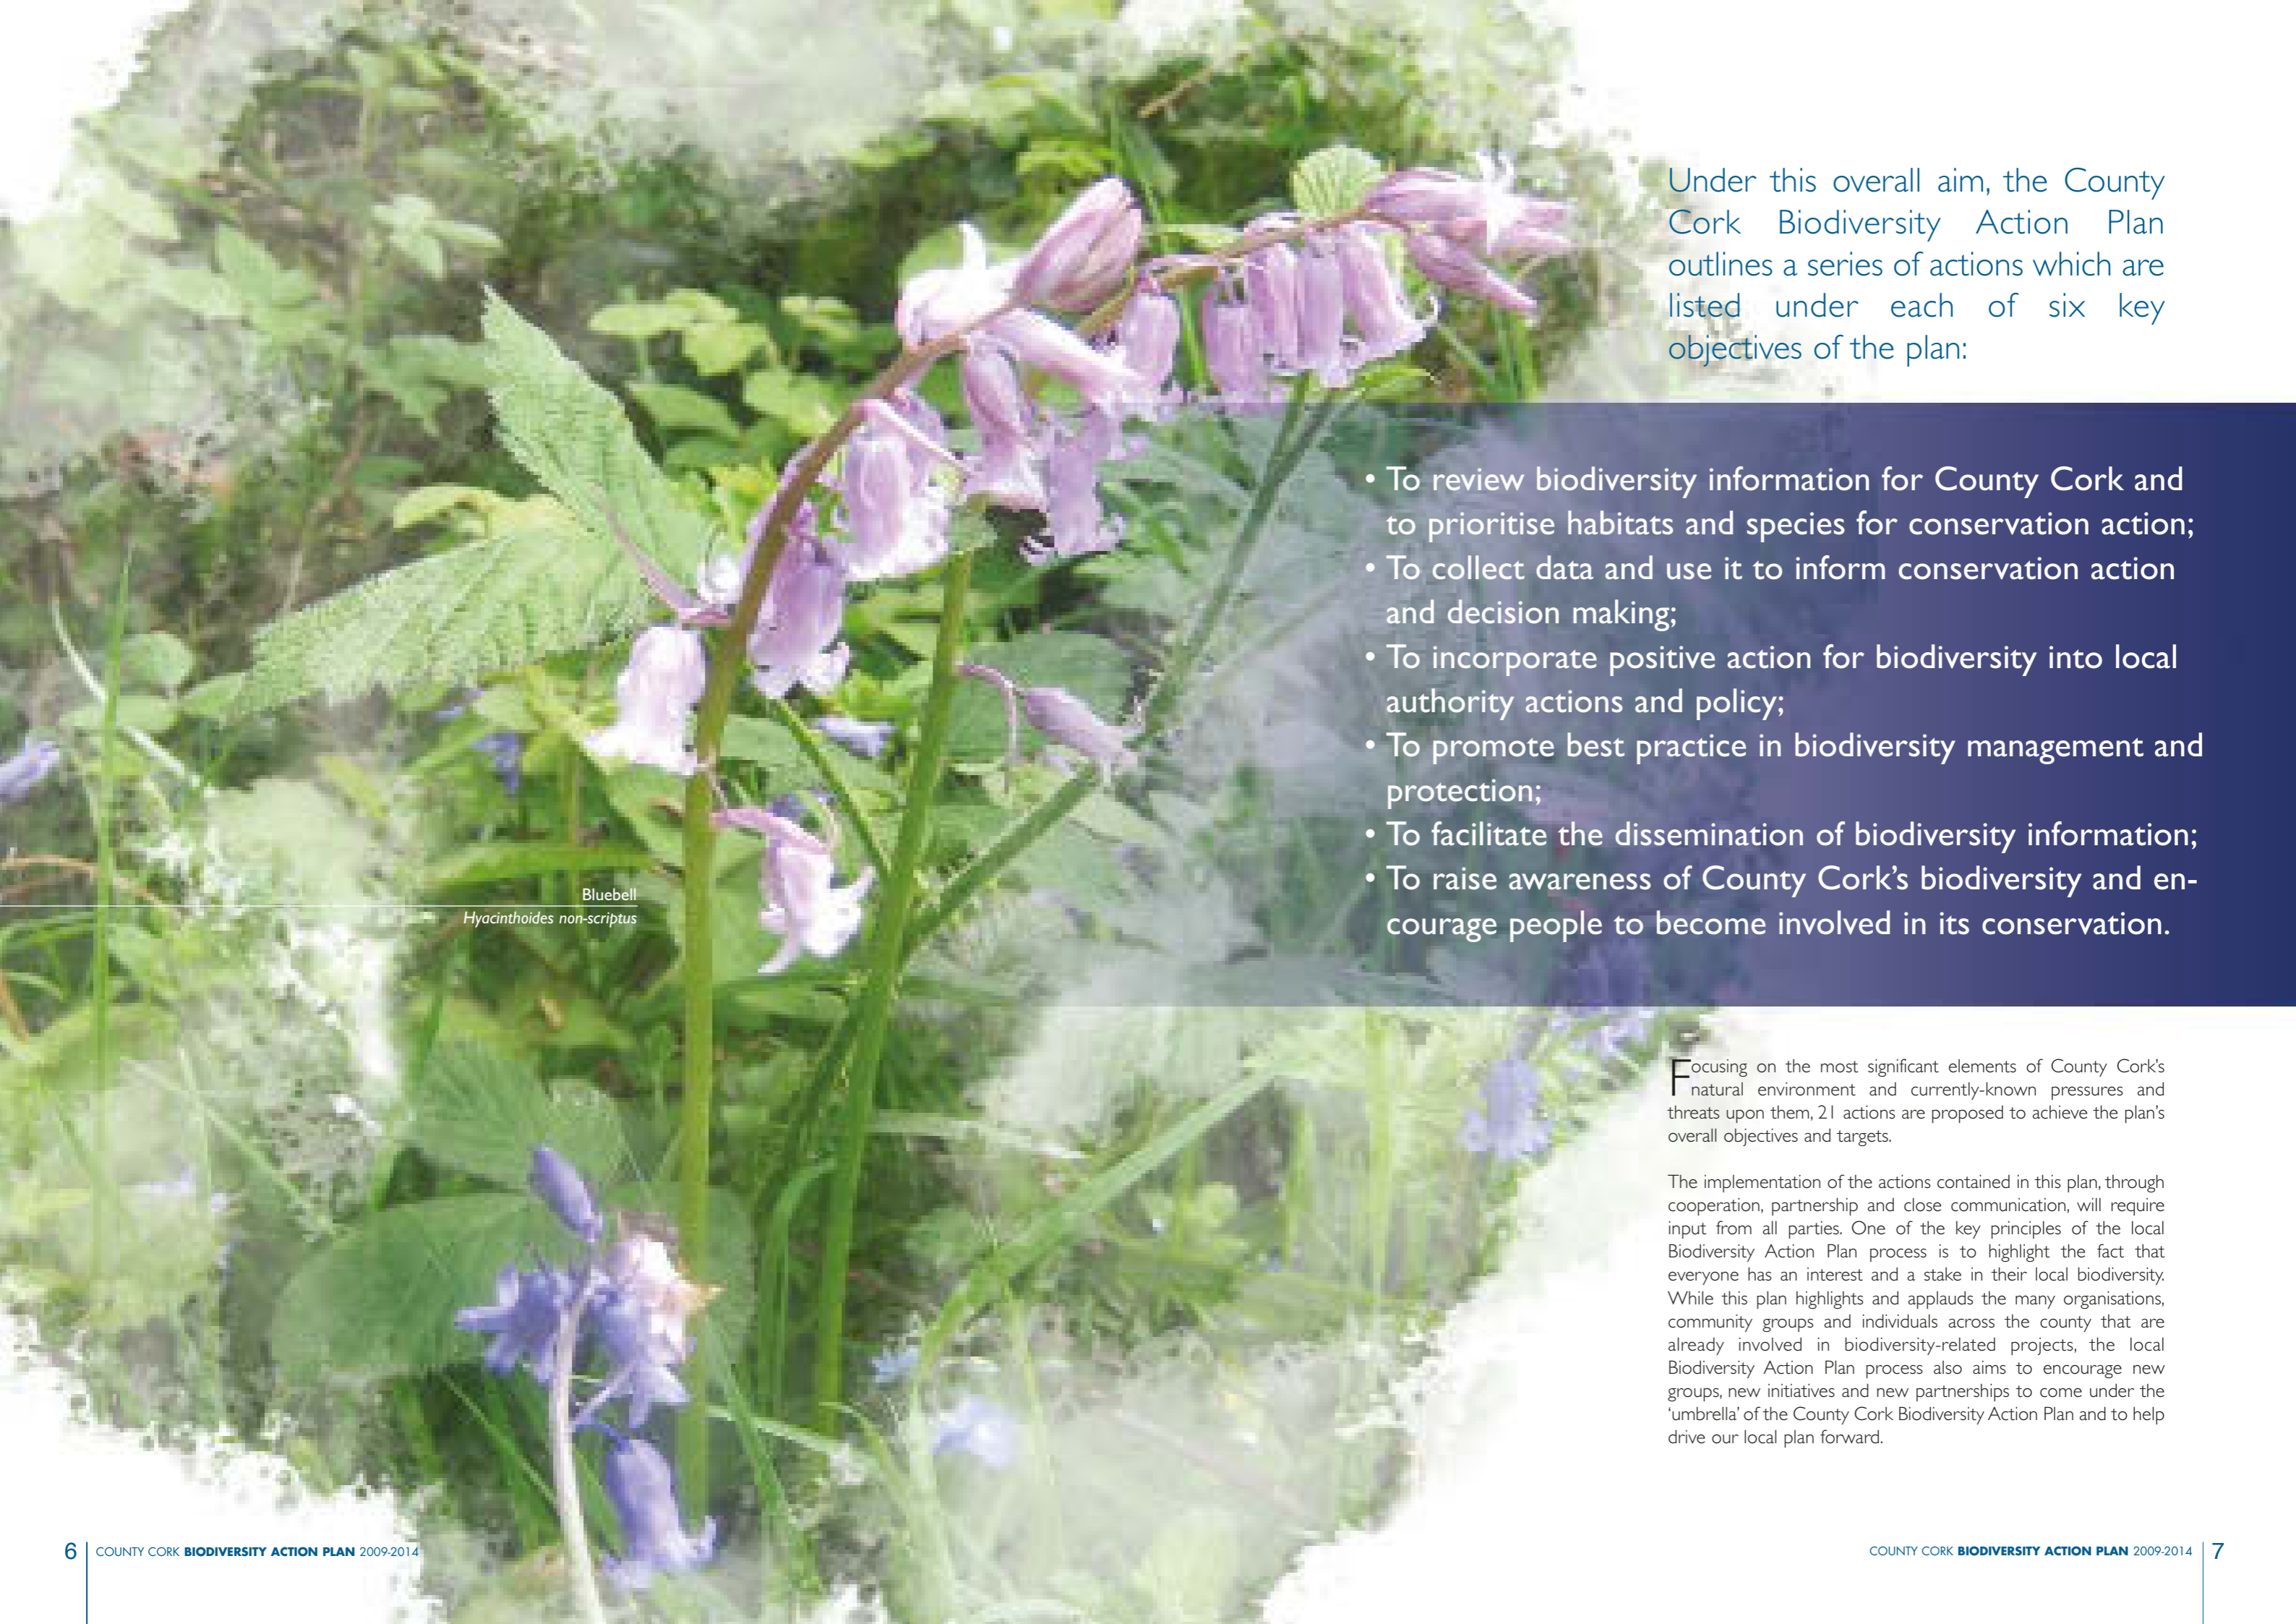 Under this overall aim, the County
Cork Biodiversity Action Plan
outlines a series of actions which are
listed under each of six key
objectives of the plan:
• To review biodiversity information for County Cork and
to prioritise habitats and species for conservation action;
• To collect data and use it to inform conservation action
and decision making;
• To incorporate positive action for biodiversity into local
authority actions and policy;
• To promote best practice in biodiversity management and
protection;
• To facilitate the dissemination of biodiversity information;
• To raise awareness of County Cork’s biodiversity and en-
courage people to become involved in its conservation.
Bluebell
Hyacinthoides non-scriptus
Focusing on the most significant elements of County Cork’s
natural environment and currently-known pressures and
threats upon them, 21 actions are proposed to achieve the plan’s
overall objectives and targets.
The implementation of the actions contained in this plan, through
cooperation, partnership and close communication, will require
input from all parties. One of the key principles of the local
Biodiversity Action Plan process is to highlight the fact that
everyone has an interest and a stake in their local biodiversity.
While this plan highlights and applauds the many organisations,
community groups and individuals across the county that are
already involved in biodiversity-related projects, the local
Biodiversity Action Plan process also aims to encourage new
groups, new initiatives and new partnerships to come under the
‘umbrella’ of the County Cork Biodiversity Action Plan and to help
drive our local plan forward.
6 COUNTY CORK BIODIVERSITY ACTION PLAN 2009-2014
COUNTY CORK BIODIVERSITY ACTION PLAN 2009-2014 7